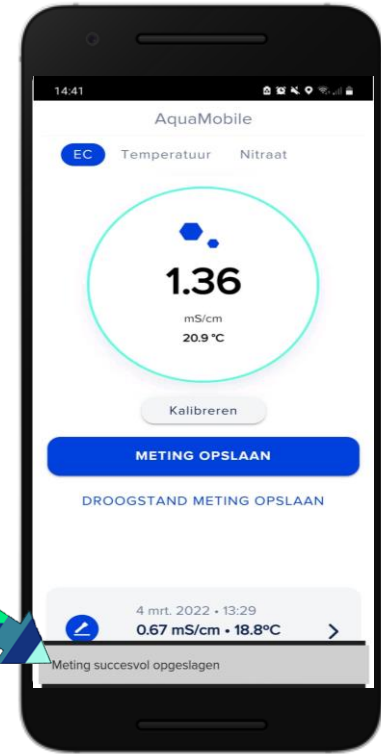 14:41
AquaMobile
EC Temperatuur Nitraat
1.36
mS/cm
20.9 °C
Kalibreren
METING OPSLAAN
DROOGSTAND METING OPSLAAN
4 mrt. 2022 • 13:29
0.67 mS/cm • 18.8ºC
Meting succesvol opgeslagen